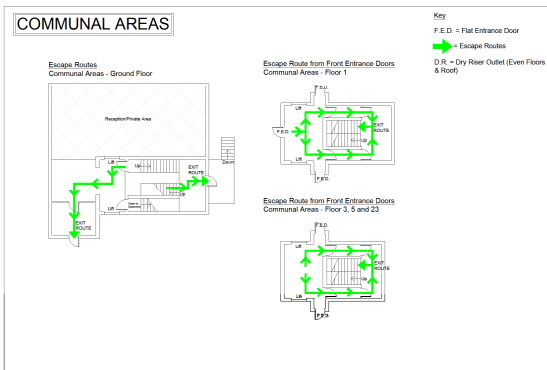 COMMUNAL AREAS
Key
F.E.D. = Flat Entrance Door
= Escape Routes
D.R. = Dry Riser Outlet (Even Floors
& Roof)
Escape Routes
Communal Areas - Ground Floor
Reception/Private Area
Lift
Up
EXIT
ROUTE
Down
Up
Lift
EXIT
ROUTE
Escape Route from Front Entrance Doors
Communal Areas - Floor 1
Lift
F.E.D.
EXIT
ROUTE
Up
Lift
F.E.D.
Escape Route from Front Entrance Doors
Communal Areas - Floor 3, 5 and 23
F.E.D.
EXIT
ROUTE
F.E.D.